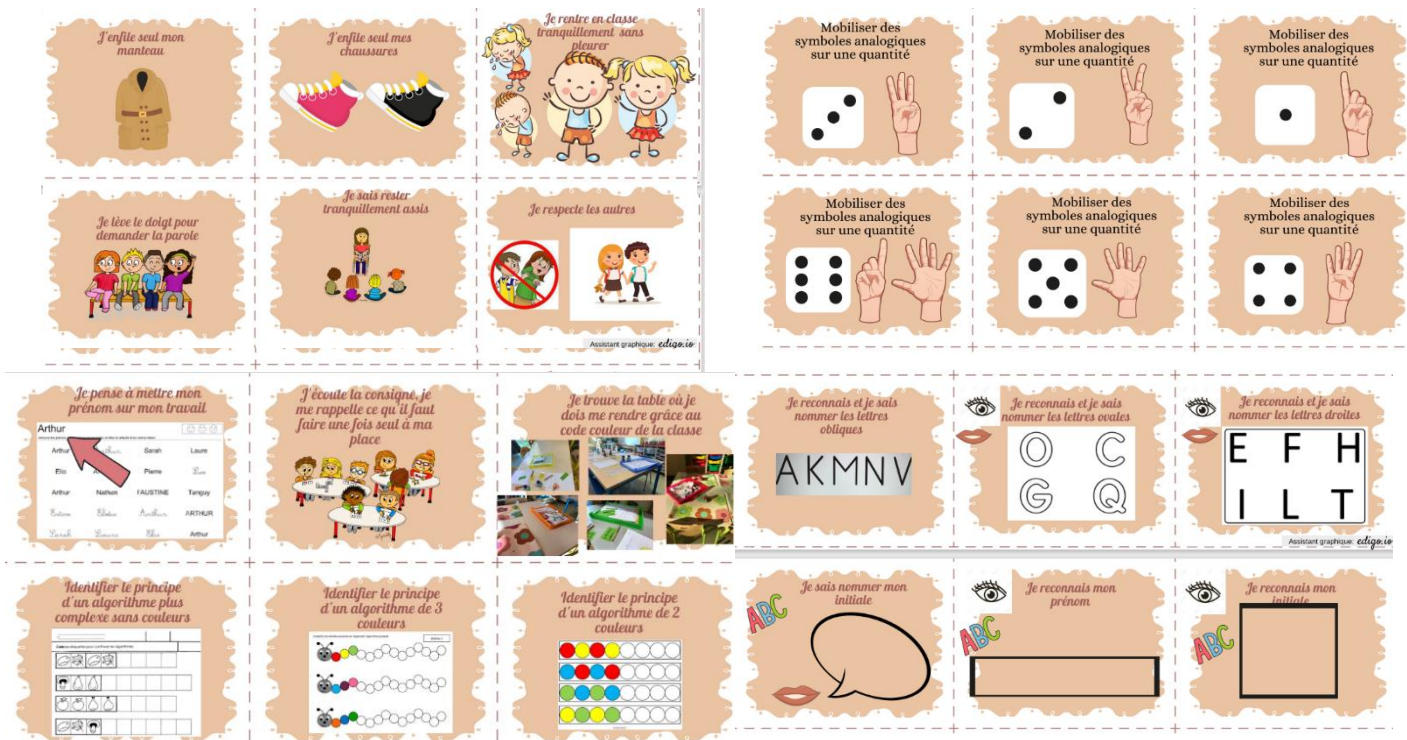 J'enfile seul mon
manteau
J'enfile seul mes
chaussures
Je rentre en classe
tranquillement sans
pleurer
Je lève le doigt pour
demander la parole
Je sais rester
tranquillement assis
Je respecte les autres
Assistant graphique: edigo.io
Mobiliser des
symboles analogiques
sur une quantité
Mobiliser des
symboles analogiques
sur une quantité
Mobiliser des
symboles analogiques
sur une quantité
Mobiliser des
symboles analogiques
sur une quantité
Mobiliser des
symboles analogiques
sur une quantité
Mobiliser des
symboles analogiques
sur une quantité
Je pense à mettre mon
prénom sur mon travail
Arthur
Arthur Sarah Laure
Elio Pierre
Arthur Nathan FAUSTINE Tanguy
ARTHUR
Arthur
J'écoute la consigne, je
me rappelle ce qu'il faut
faire une fois seul à ma
place
Je trouve la table où je
dois me rendre grâce au
code couleur de la classe
Identifier le principe
d'un algorithme plus
complexe sans couleurs
Identifier le principe
d'un algorithme de 3
couleurs
Identifier le principe
d'un algorithme de 2
couleurs
Je reconnais et je sais
nommer les lettres
obliques
A K M N V
Je reconnais et je sais
nommer les lettres ovales
O C
G Q
Je reconnais et je sais
nommer les lettres droites
E F H
I L T
Assistant graphique: edigo.io
Je sais nommer mon
initiale
ABC
Je reconnais mon
prénom
ABC
Je reconnais mon
initiale
ABC